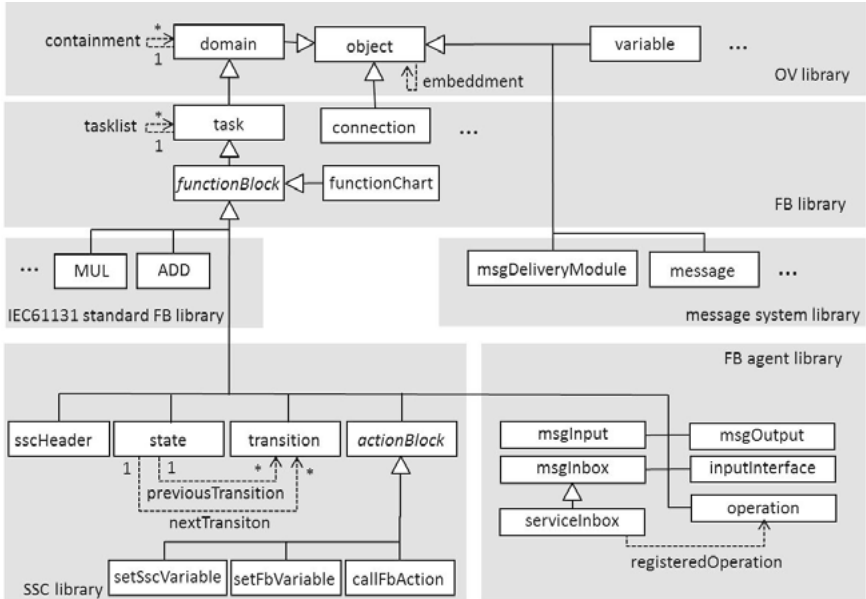 containment
*
1
domain
object
variable
...
embeddment
OV library
tasklist
*
1
task
connection
...
functionBlock
functionChart
FB library
...
MUL
ADD
IEC61131 standard FB library
msgDeliveryModule
message
...
message system library
FB agent library
sscHeader
state
transition
actionBlock
1
1
*
*
previousTransition
nextTransiton
setSscVariable
setFbVariable
callFbAction
SSC library
msgInput
msgOutput
msgInbox
inputInterface
serviceInbox
operation
registeredOperation